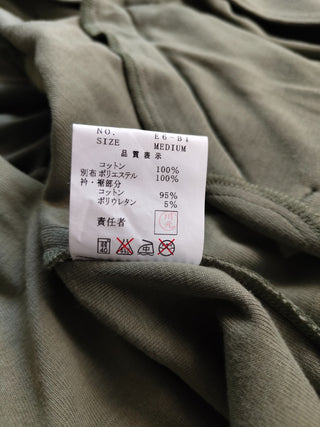 NO. E6-B1
SIZE MEDIUM
品質表示
コットン 100%
別布 ポリエステル 100%
衿・裾部分
コットン 95%
ポリウレタン 5%
責任者